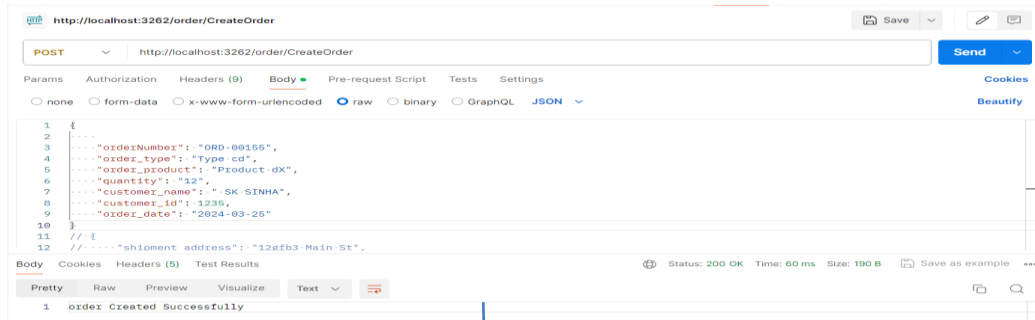 HTTP http://localhost:3262/order/CreateOrder Save
POST http://localhost:3262/order/CreateOrder Send
Params Authorization Headers (9) Body Pre-request Script Tests Settings Cookies
none form-data x-www-form-urlencoded raw binary GraphQL JSON Beautify
1 {
2
3 "orderNumber": "ORD-00155",
4 "order_type": "Type cd",
5 "order_product": "Product dX",
6 "quantity": "12",
7 "customer_name": " SK SINHA",
8 "customer_id": 1235,
9 "order_date": "2024-03-25"
10 }
11 // {
12 // "shipment_address": "12gfb3 Main St",
Body Cookies Headers (5) Test Results Status: 200 OK Time: 60 ms Size: 190 B Save as example
Pretty Raw Preview Visualize Text
1 order Created Successfully